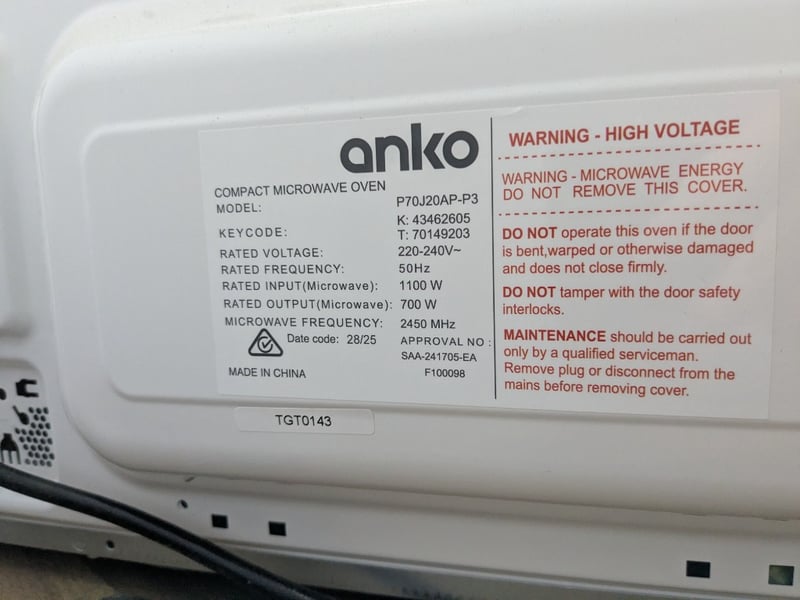 anko
COMPACT MICROWAVE OVEN
MODEL: P70J20AP-P3
KEYCODE: K: 43462605
T: 70149203
RATED VOLTAGE: 220-240V~
RATED FREQUENCY: 50Hz
RATED INPUT(Microwave): 1100 W
RATED OUTPUT(Microwave): 700 W
MICROWAVE FREQUENCY: 2450 MHz
Date code: 28/25
APPROVAL NO :
SAA-241705-EA
MADE IN CHINA
F100098
TGT0143
WARNING - HIGH VOLTAGE
WARNING - MICROWAVE ENERGY
DO NOT REMOVE THIS COVER.
DO NOT operate this oven if the door
is bent,warped or otherwise damaged
and does not close firmly.
DO NOT tamper with the door safety
interlocks.
MAINTENANCE should be carried out
only by a qualified serviceman.
Remove plug or disconnect from the
mains before removing cover.